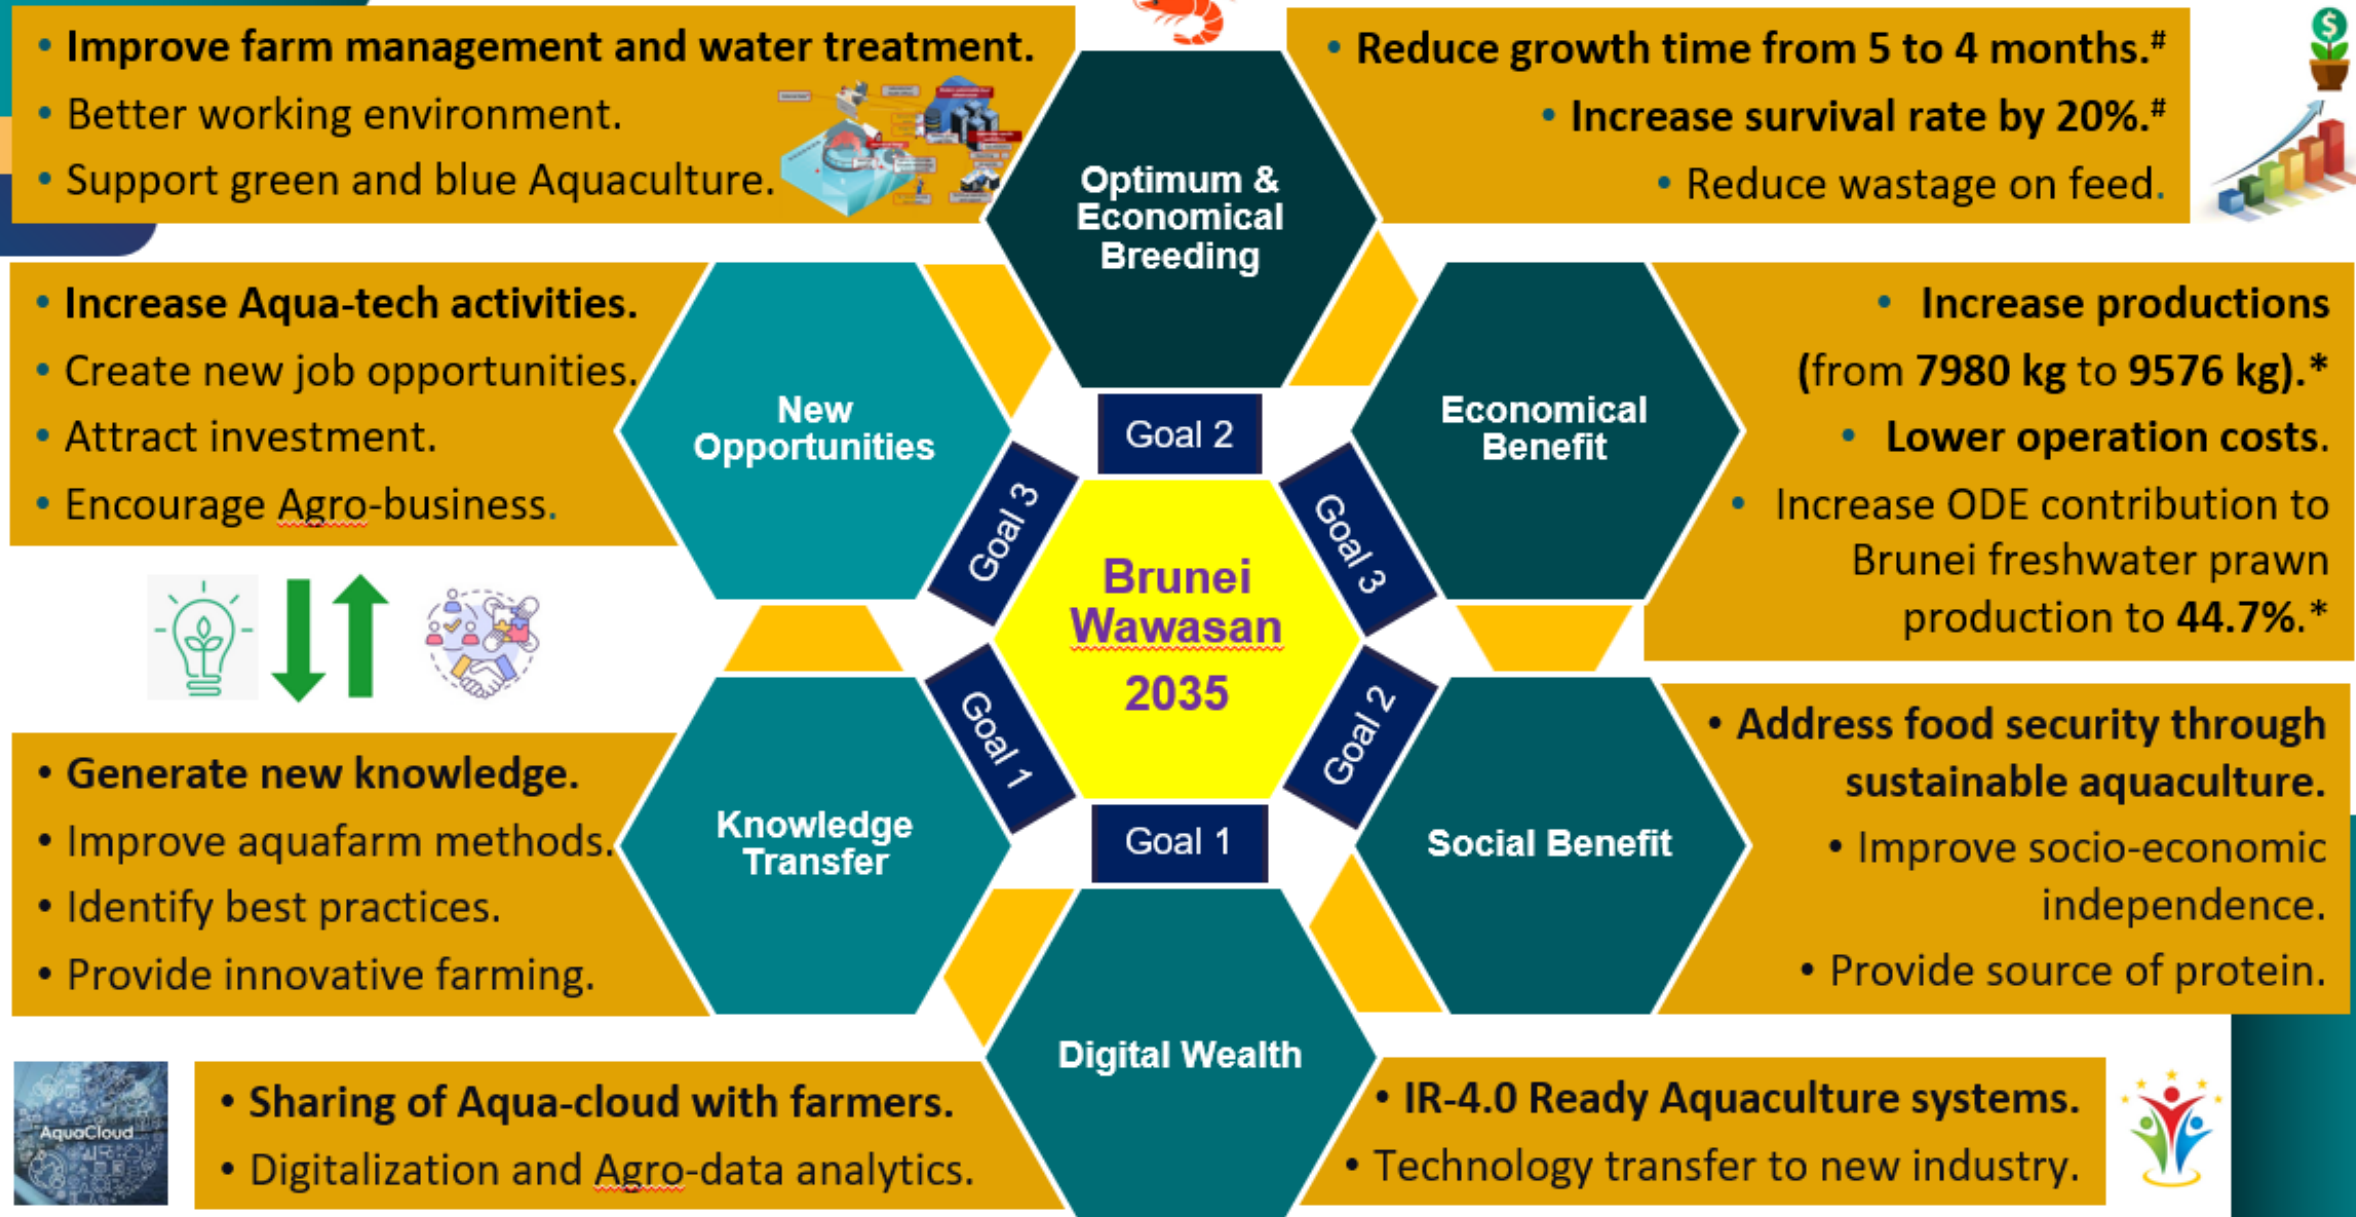 • Improve farm management and water treatment.
• Better working environment.
• Support green and blue Aquaculture.
• Reduce growth time from 5 to 4 months.#
• Increase survival rate by 20%.#
• Reduce wastage on feed.
Optimum &
Economical
Breeding
• Increase Aqua-tech activities.
• Create new job opportunities.
• Attract investment.
• Encourage Agro-business.
New
Opportunities
Goal 2
Economical
Benefit
• Increase productions
(from 7980 kg to 9576 kg).*
• Lower operation costs.
• Increase ODE contribution to
Brunei freshwater prawn
production to 44.7%.*
Goal 3
Goal 3
Brunei
Wawasan
2035
Goal 1
Goal 2
• Generate new knowledge.
• Improve aquafarm methods.
• Identify best practices.
• Provide innovative farming.
Knowledge
Transfer
Goal 1
Social Benefit
• Address food security through
sustainable aquaculture.
• Improve socio-economic
independence.
• Provide source of protein.
Digital Wealth
AquaCloud
• Sharing of Aqua-cloud with farmers.
• Digitalization and Agro-data analytics.
• IR-4.0 Ready Aquaculture systems.
• Technology transfer to new industry.